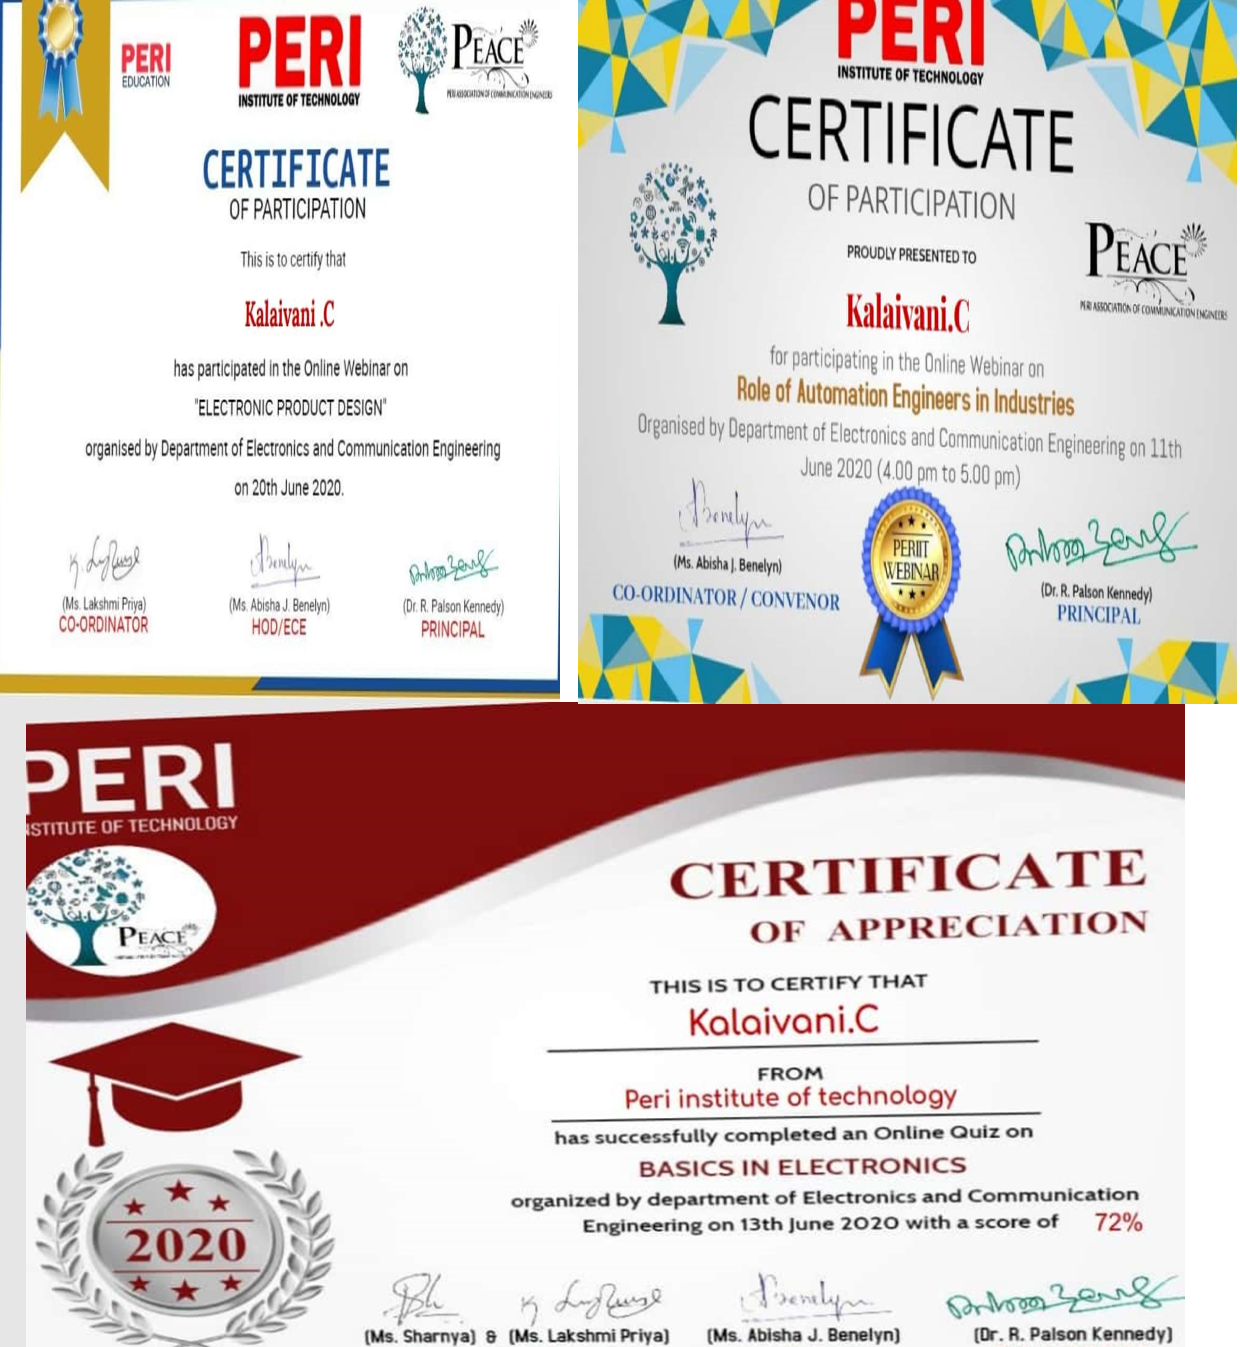 PERI
EDUCATION
PERI
INSTITUTE OF TECHNOLOGY
PEACE
PERI ASSOCIATION OF COMMUNICATION ENGINEERS
CERTIFICATE
OF PARTICIPATION
This is to certify that
Kalaivani .C
has participated in the Online Webinar on
"ELECTRONIC PRODUCT DESIGN"
organised by Department of Electronics and Communication Engineering
on 20th June 2020.
(Ms. Lakshmi Priya)
CO-ORDINATOR
(Ms. Abisha J. Benelyn)
HOD/ECE
(Dr. R. Palson Kennedy)
PRINCIPAL
PERI
INSTITUTE OF TECHNOLOGY
CERTIFICATE
OF PARTICIPATION
PROUDLY PRESENTED TO
PEACE
PERI ASSOCIATION OF COMMUNICATION ENGINEERS
Kalaivani.C
for participating in the Online Webinar on
Role of Automation Engineers in Industries
Organised by Department of Electronics and Communication Engineering on 11th
June 2020 (4.00 pm to 5.00 pm)
Benelyn
(Ms. Abisha J. Benelyn)
CO-ORDINATOR / CONVENOR
PERIIT
WEBINAR
(Dr. R. Palson Kennedy)
PRINCIPAL
PERI
NSTITUTE OF TECHNOLOGY
PEACE
CERTIFICATE
OF APPRECIATION
THIS IS TO CERTIFY THAT
Kalaivani.C
FROM
Peri institute of technology
has successfully completed an Online Quiz on
BASICS IN ELECTRONICS
organized by department of Electronics and Communication
Engineering on 13th June 2020 with a score of 72%
2020
(Ms. Sharnya) & (Ms. Lakshmi Priya)
(Ms. Abisha J. Benelyn)
(Dr. R. Palson Kennedy)